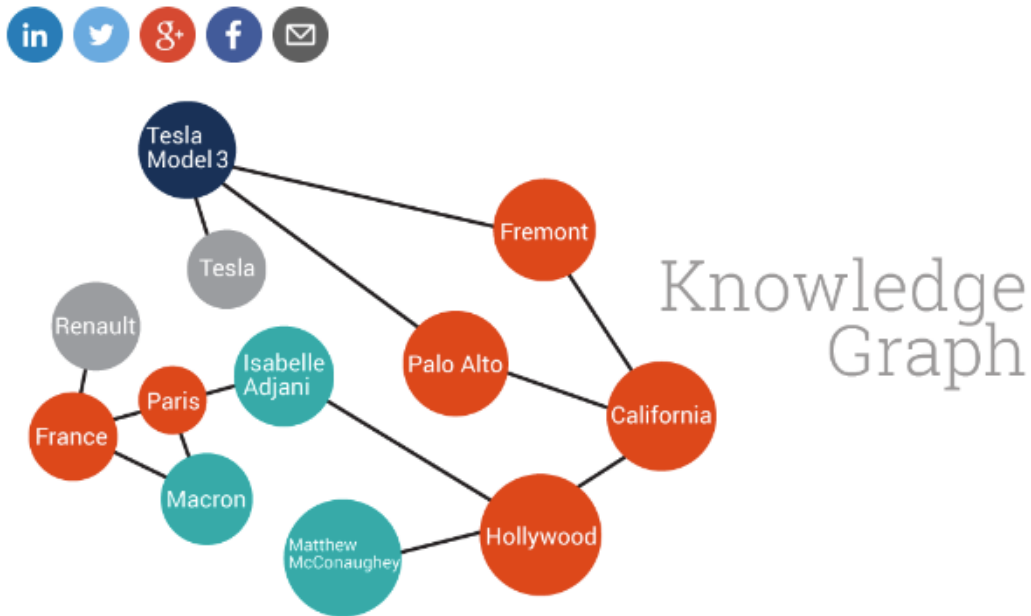 in
g+
f
Tesla
Model 3
Fremont
Tesla
Knowledge
Graph
Renault
Isabelle
Adjani
Palo Alto
Paris
California
France
Macron
Hollywood
Matthew
McConaughey